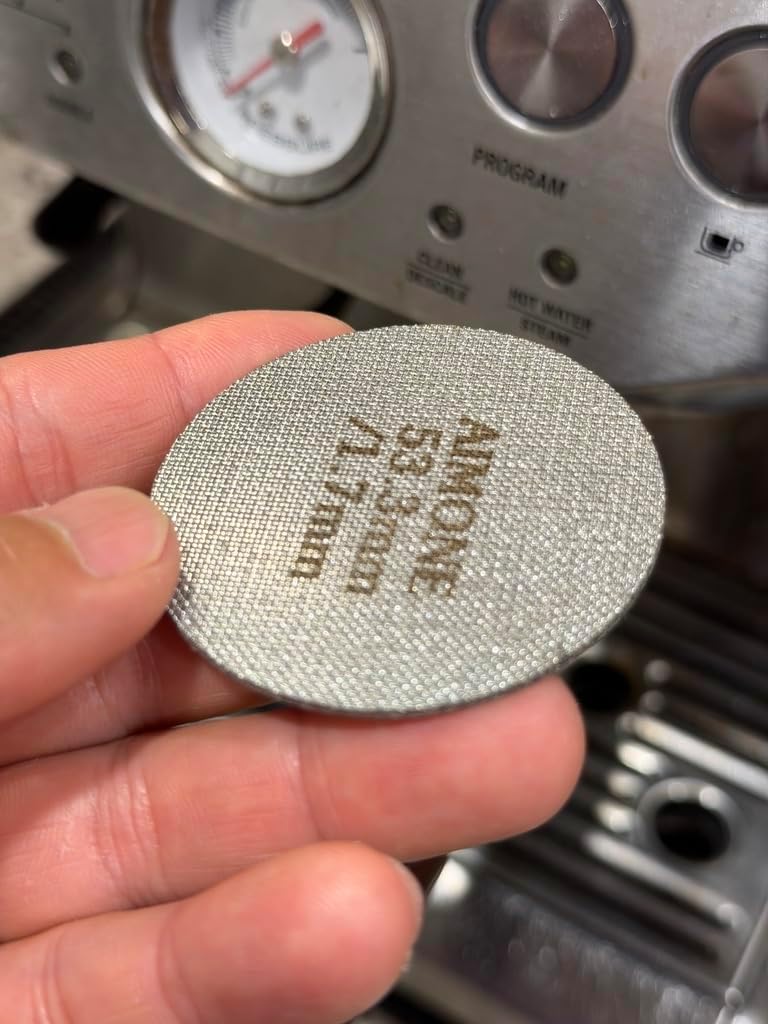 PROGRAM
CLEAN
DESCALE
HOT WATER
STEAM
AIMONE
53.3mm
/1.7mm